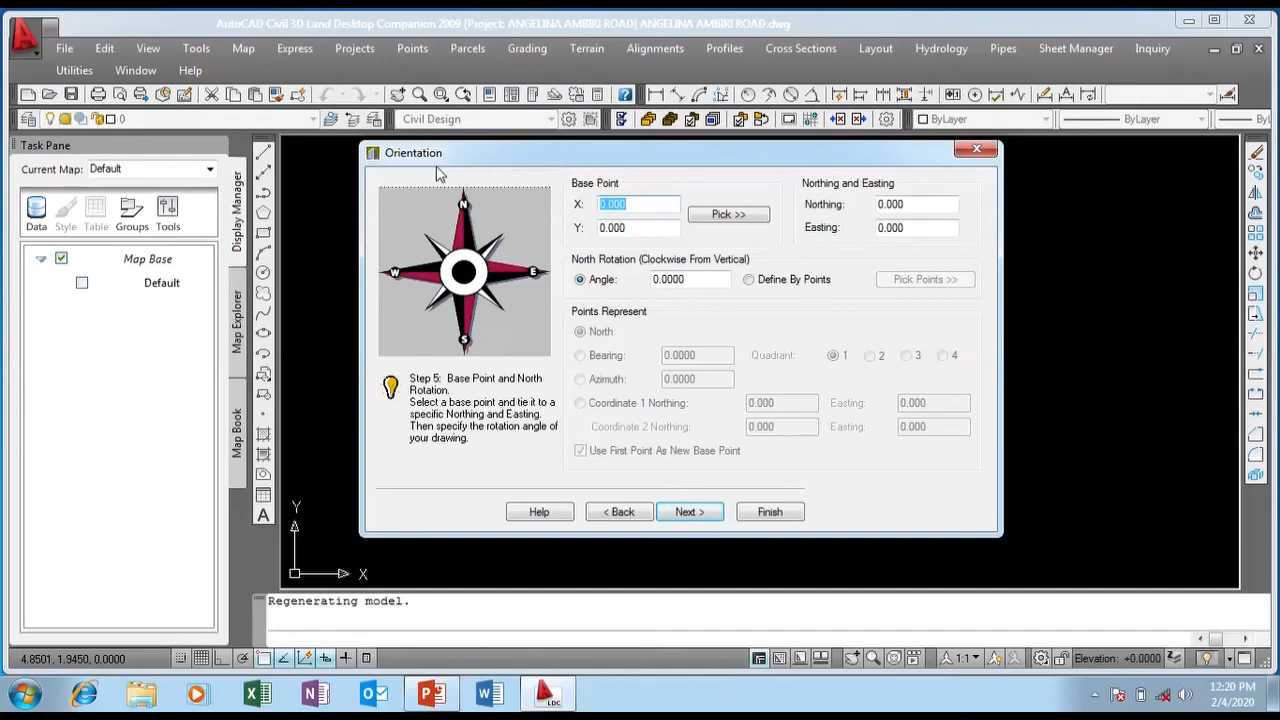 AutoCAD Civil 3D Land Desktop Companion 2009 [Project: ANGELINA AMBIRI ROAD] ANGELINA AMBIRI ROAD.dwg
File Edit View Tools Map Express Projects Points Parcels Grading Terrain Alignments Profiles Cross Sections Layout Hydrology Pipes Sheet Manager Inquiry
Utilities Window Help
0 Civil Design ByLayer ByLayer ByL
Task Pane
Current Map: Default
Data Style Table Groups Tools
Map Base
Default
Display Manager
Map Explorer
Map Book
Orientation
N
W E
S
Step 5: Base Point and North
Rotation.
Select a base point and tie it to a
specific Northing and Easting.
Then specify the rotation angle of
your drawing.
Base Point
X: 0.000
Y: 0.000
Pick >>
Northing and Easting
Northing: 0.000
Easting: 0.000
North Rotation (Clockwise From Vertical)
Angle: 0.0000 Define By Points Pick Points >>
Points Represent
North
Bearing: 0.0000 Quadrant: 1 2 3 4
Azimuth: 0.0000
Coordinate 1 Northing: 0.000 Easting: 0.000
Coordinate 2 Northing: 0.000 Easting: 0.000
Use First Point As New Base Point
Help < Back Next > Finish
Y
X
A
Regenerating model.
4.8501, 1.9450, 0.0000 1:1 Elevation: +0.0000
LDC
12:20 PM
2/4/2020